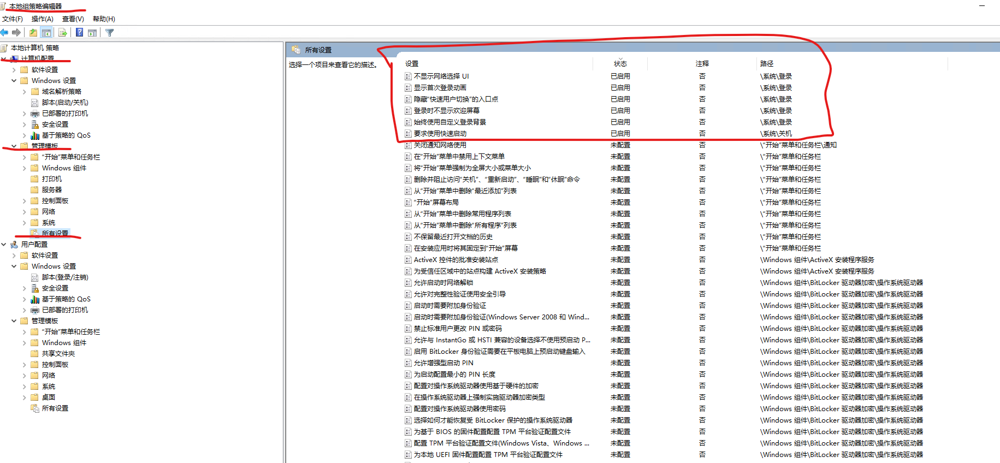 本地组策略编辑器
文件(F) 操作(A) 查看(V) 帮助(H)
本地计算机 策略
计算机配置
软件设置
Windows 设置
域名解析策略
脚本(启动/关机)
已部署的打印机
安全设置
基于策略的 QoS
管理模板
“开始”菜单和任务栏
Windows 组件
打印机
服务器
控制面板
网络
系统
所有设置
用户配置
软件设置
Windows 设置
脚本(登录/注销)
安全设置
基于策略的 QoS
已部署的打印机
管理模板
“开始”菜单和任务栏
Windows 组件
共享文件夹
控制面板
网络
系统
桌面
所有设置
所有设置
选择一个项目来查看它的描述。
设置 状态 注释 路径
不显示网络选择 UI 已启用 否 \系统\登录
显示首次登录动画 已启用 否 \系统\登录
隐藏“快速用户切换”的入口点 已启用 否 \系统\登录
登录时不显示欢迎屏幕 已启用 否 \系统\登录
始终使用自定义登录背景 已启用 否 \系统\登录
要求使用快速启动 已启用 否 \系统\关机
关闭通知网络使用 未配置 否 \“开始”菜单和任务栏\通知
在“开始”菜单中禁用上下文菜单 未配置 否 \“开始”菜单和任务栏
将“开始”菜单强制为全屏大小或菜单大小 未配置 否 \“开始”菜单和任务栏
删除并阻止访问“关机”、“重新启动”、“睡眠”和“休眠”命令 未配置 否 \“开始”菜单和任务栏
从“开始”菜单中删除“最近添加”列表 未配置 否 \“开始”菜单和任务栏
“开始”屏幕布局 未配置 否 \“开始”菜单和任务栏
从“开始”菜单中删除常用程序列表 未配置 否 \“开始”菜单和任务栏
从“开始”菜单中删除“所有程序”列表 未配置 否 \“开始”菜单和任务栏
不保留最近打开文档的历史 未配置 否 \“开始”菜单和任务栏
在安装应用时将其固定到“开始”屏幕 未配置 否 \“开始”菜单和任务栏
ActiveX 控件的批准安装站点 未配置 否 \Windows 组件\ActiveX 安装程序服务
为受信任区域中的站点构建 ActiveX 安装策略 未配置 否 \Windows 组件\ActiveX 安装程序服务
允许启动时网络解锁 未配置 否 \Windows 组件\BitLocker 驱动器加密\操作系统驱动器
允许对完整性验证使用安全引导 未配置 否 \Windows 组件\BitLocker 驱动器加密\操作系统驱动器
启动时需要附加身份验证 未配置 否 \Windows 组件\BitLocker 驱动器加密\操作系统驱动器
启动时需要附加身份验证(Windows Server 2008 和 Wind... 未配置 否 \Windows 组件\BitLocker 驱动器加密\操作系统驱动器
禁止标准用户更改 PIN 或密码 未配置 否 \Windows 组件\BitLocker 驱动器加密\操作系统驱动器
允许与 InstantGo 或 HSTI 兼容的设备选择不使用预启动 P... 未配置 否 \Windows 组件\BitLocker 驱动器加密\操作系统驱动器
启用 BitLocker 身份验证需要在平板电脑上预启动键盘输入 未配置 否 \Windows 组件\BitLocker 驱动器加密\操作系统驱动器
允许增强型启动 PIN 未配置 否 \Windows 组件\BitLocker 驱动器加密\操作系统驱动器
为启动配置最小的 PIN 长度 未配置 否 \Windows 组件\BitLocker 驱动器加密\操作系统驱动器
配置对操作系统驱动器使用基于硬件的加密 未配置 否 \Windows 组件\BitLocker 驱动器加密\操作系统驱动器
在操作系统驱动器上强制实施驱动器加密类型 未配置 否 \Windows 组件\BitLocker 驱动器加密\操作系统驱动器
配置对操作系统驱动器使用密码 未配置 否 \Windows 组件\BitLocker 驱动器加密\操作系统驱动器
选择如何才能恢复受 BitLocker 保护的操作系统驱动器 未配置 否 \Windows 组件\BitLocker 驱动器加密\操作系统驱动器
为基于 BIOS 的固件配置配置 TPM 平台验证配置文件 未配置 否 \Windows 组件\BitLocker 驱动器加密\操作系统驱动器
配置 TPM 平台验证配置文件(Windows Vista、Windows ... 未配置 否 \Windows 组件\BitLocker 驱动器加密\操作系统驱动器
为本地 UEFI 固件配置配置 TPM 平台验证配置文件 未配置 否 \Windows 组件\BitLocker 驱动器加密\操作系统驱动器